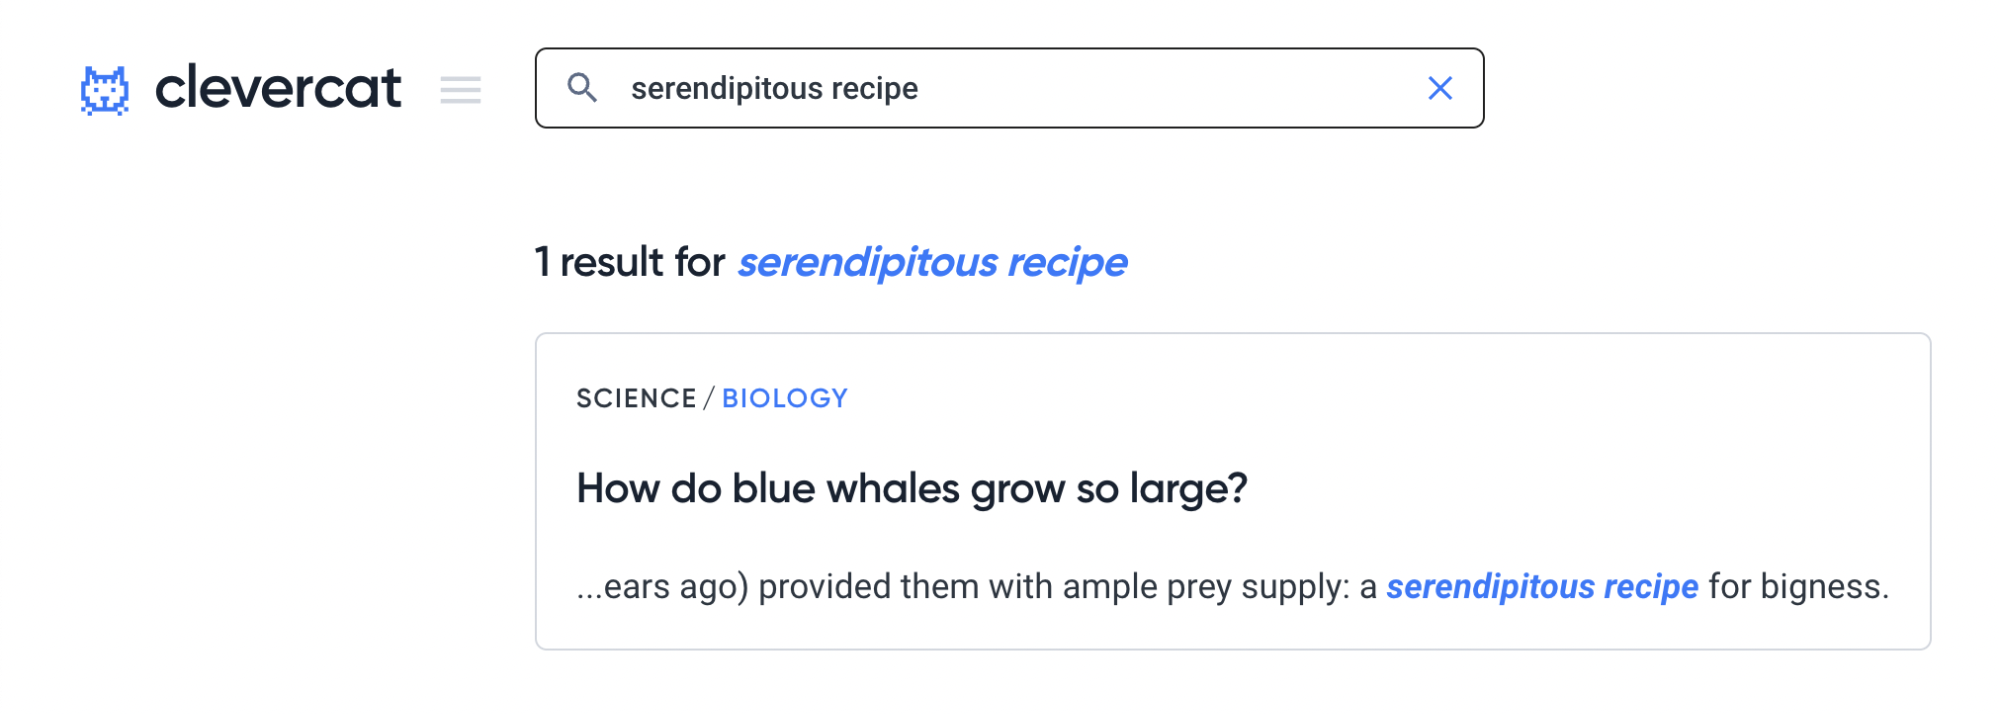 clevercat
serendipitous recipe
1 result for serendipitous recipe
SCIENCE / BIOLOGY
How do blue whales grow so large?
...ears ago) provided them with ample prey supply: a serendipitous recipe for bigness.